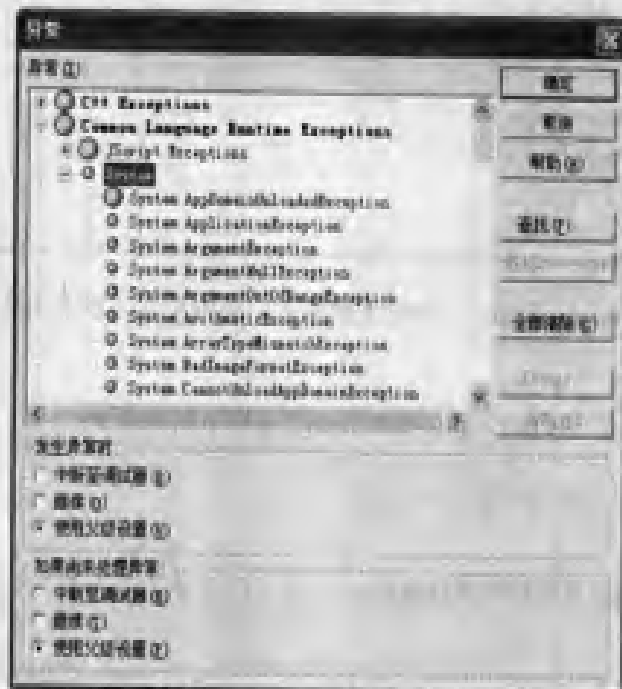 异常
异常(E):
C++ Exceptions
Common Language Runtime Exceptions
JScript Exceptions
System
System.AppDomainUnloadedException
System.ApplicationException
System.ArgumentException
System.ArgumentNullException
System.ArgumentOutOfRangeException
System.ArithmeticException
System.ArrayTypeMismatchException
System.BadImageFormatException
System.CannotUnloadAppDomainException
确定
取消
帮助(H)
查找(F)...
全部清除(C)
发生异常时:
中断至调试器
继续
使用父级设置
如果尚未处理异常:
中断至调试器
继续
使用父级设置